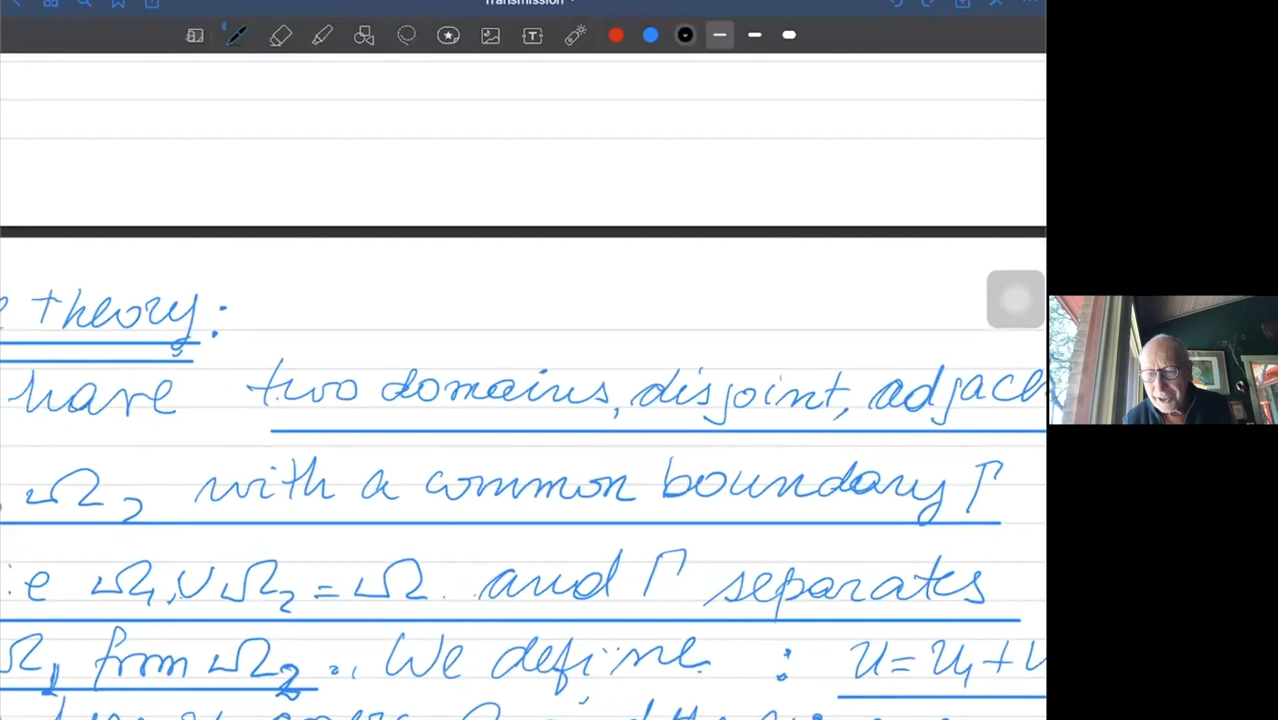 Transmission
T
theory:
have two domains, disjoint, adjace
Ω2 with a common boundary Γ
i.e Ω1 ∪ Ω2 = Ω. and Γ separates
Ω1 from Ω2. We define : u = u1 +